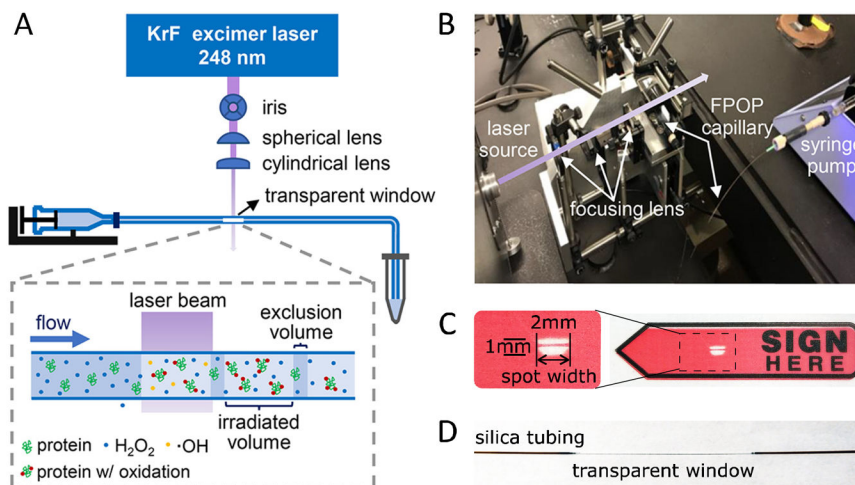 A
KrF excimer laser
248 nm
iris
spherical lens
cylindrical lens
transparent window
laser beam
flow
exclusion
volume
irradiated
volume
protein
H₂O₂
·OH
protein w/ oxidation
B
laser
source
FPOP
capillary
syringe
pump
focusing lens
C
2mm
1mm
spot width
SIGN
HERE
D
silica tubing
transparent window